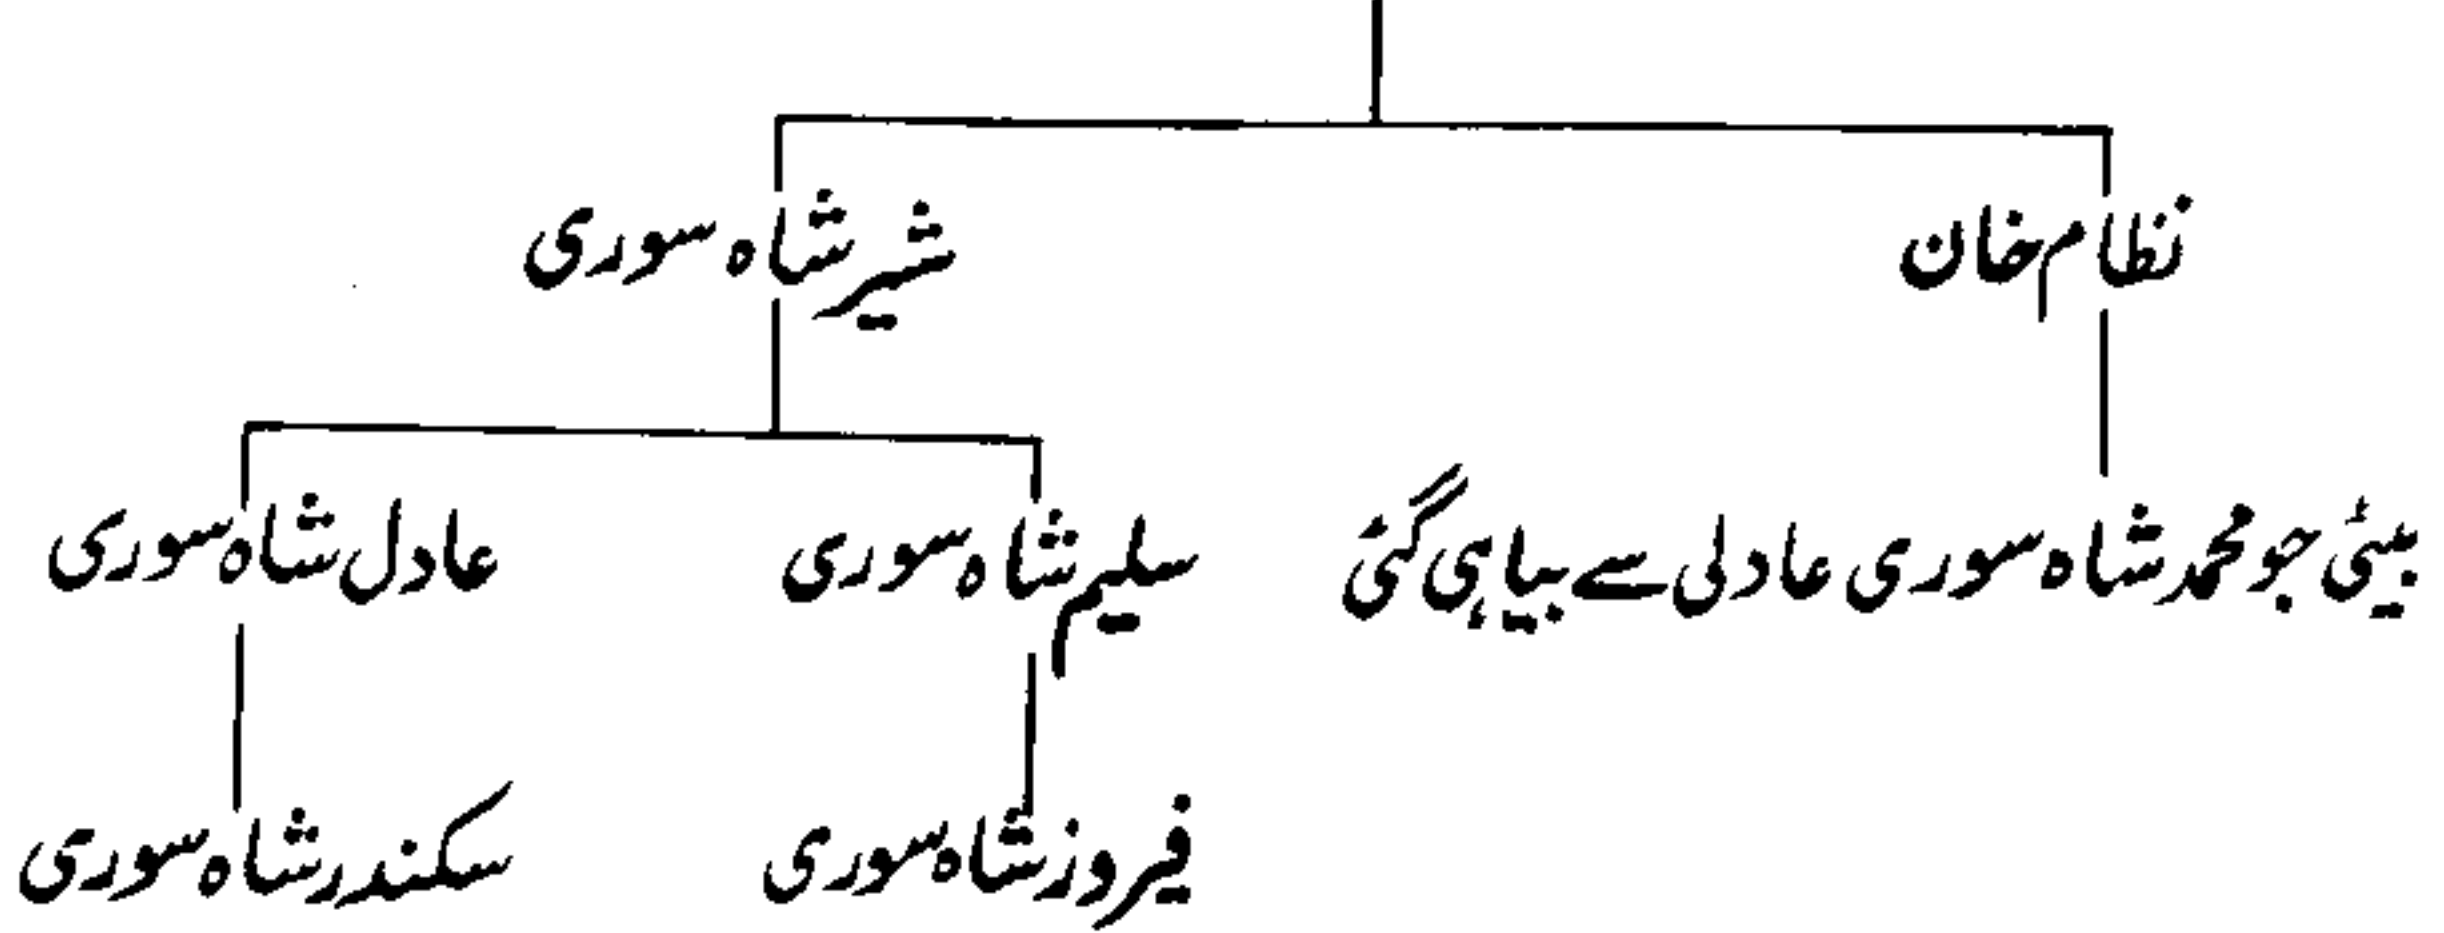 نظام خان شیر شاہ سوری
بیٹی جو محمد شاہ سوری عادلی سے بیاہی گئی سلیم شاہ سوری عادل شاہ سوری
فیروز شاہ سوری سکندر شاہ سوری